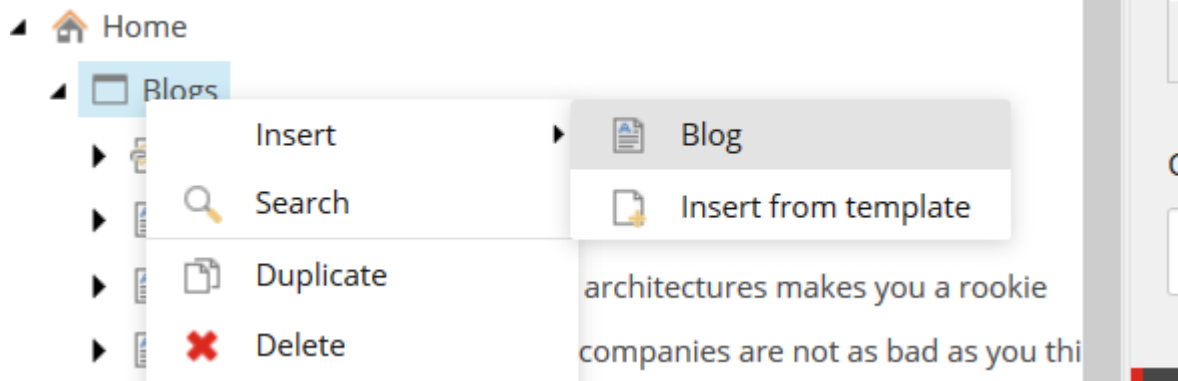 Home
Blogs
Insert
Blog
Search
Insert from template
Duplicate
architectures makes you a rookie
Delete
companies are not as bad as you thi